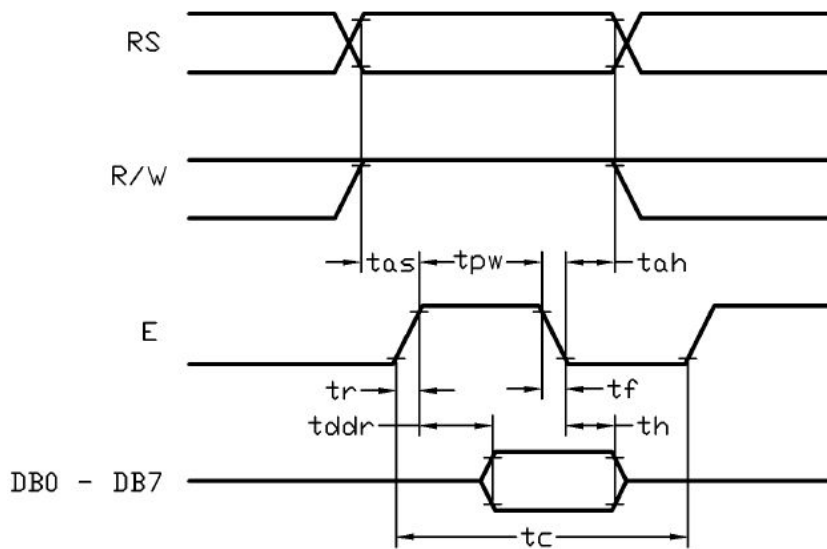 RS
R/W
tas tpw tah
E
tr tf
tddr th
DB0 - DB7
tc